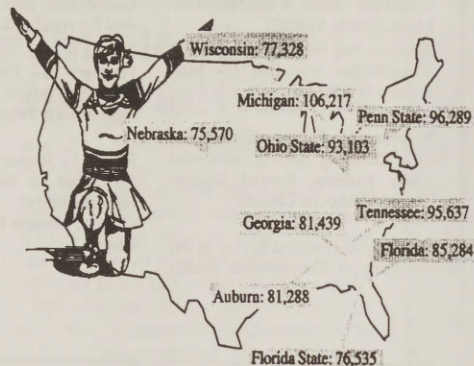 Wisconsin: 77,328
Michigan: 106,217
Penn State: 96,289
Nebraska: 75,570
Ohio State: 93,103
Tennessee: 95,637
Georgia: 81,439
Florida: 85,284
Auburn: 81,288
Florida State: 76,535